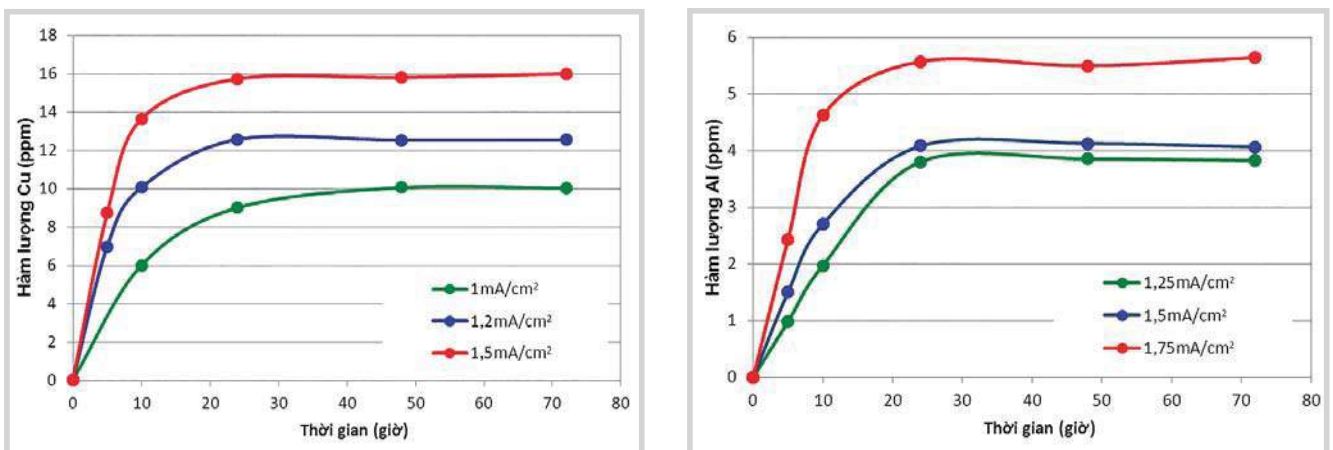 Hàm lượng Cu (ppm)
18
16
14
12
10
8
6
4
2
0
1mA/cm²
1,2mA/cm²
1,5mA/cm²
0 10 20 30 40 50 60 70 80
Thời gian (giờ)
Hàm lượng Al (ppm)
6
5
4
3
2
1
0
1,25mA/cm²
1,5mA/cm²
1,75mA/cm²
0 10 20 30 40 50 60 70 80
Thời gian (giờ)